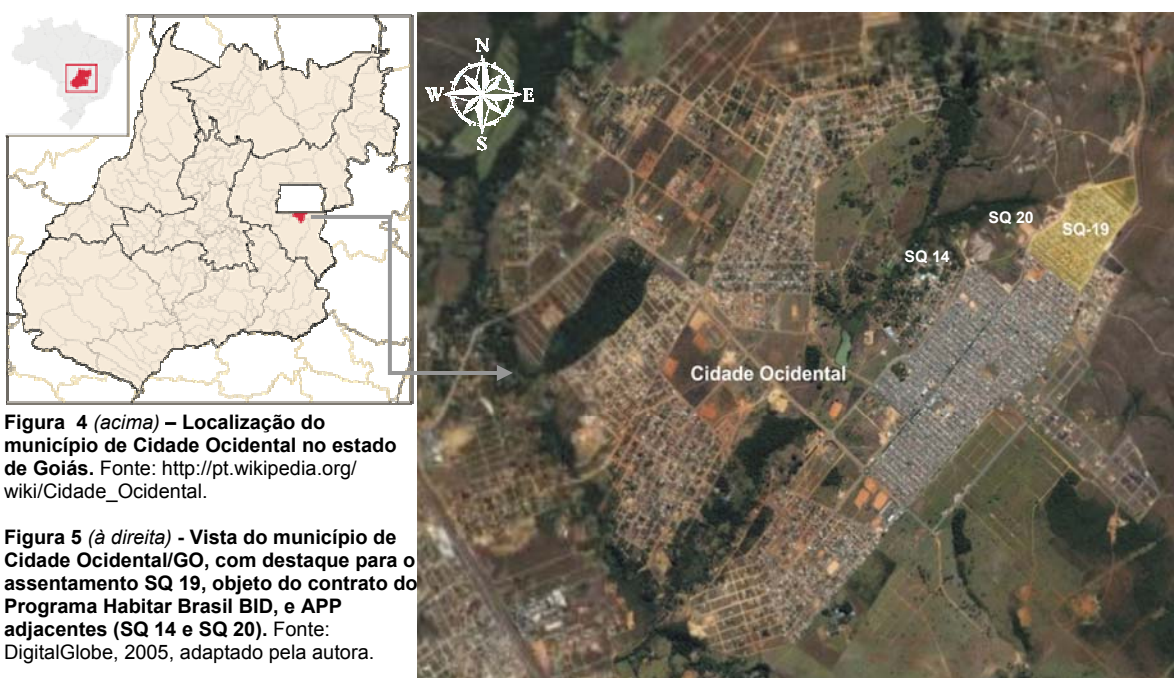 N
W E
S
SQ 20
SQ-19
SQ 14
Cidade Ocidental
Figura 4 (acima) – Localização do
município de Cidade Ocidental no estado
de Goiás. Fonte: http://pt.wikipedia.org/
wiki/Cidade_Ocidental.
Figura 5 (à direita) - Vista do município de
Cidade Ocidental/GO, com destaque para o
assentamento SQ 19, objeto do contrato do
Programa Habitar Brasil BID, e APP
adjacentes (SQ 14 e SQ 20). Fonte:
DigitalGlobe, 2005, adaptado pela autora.